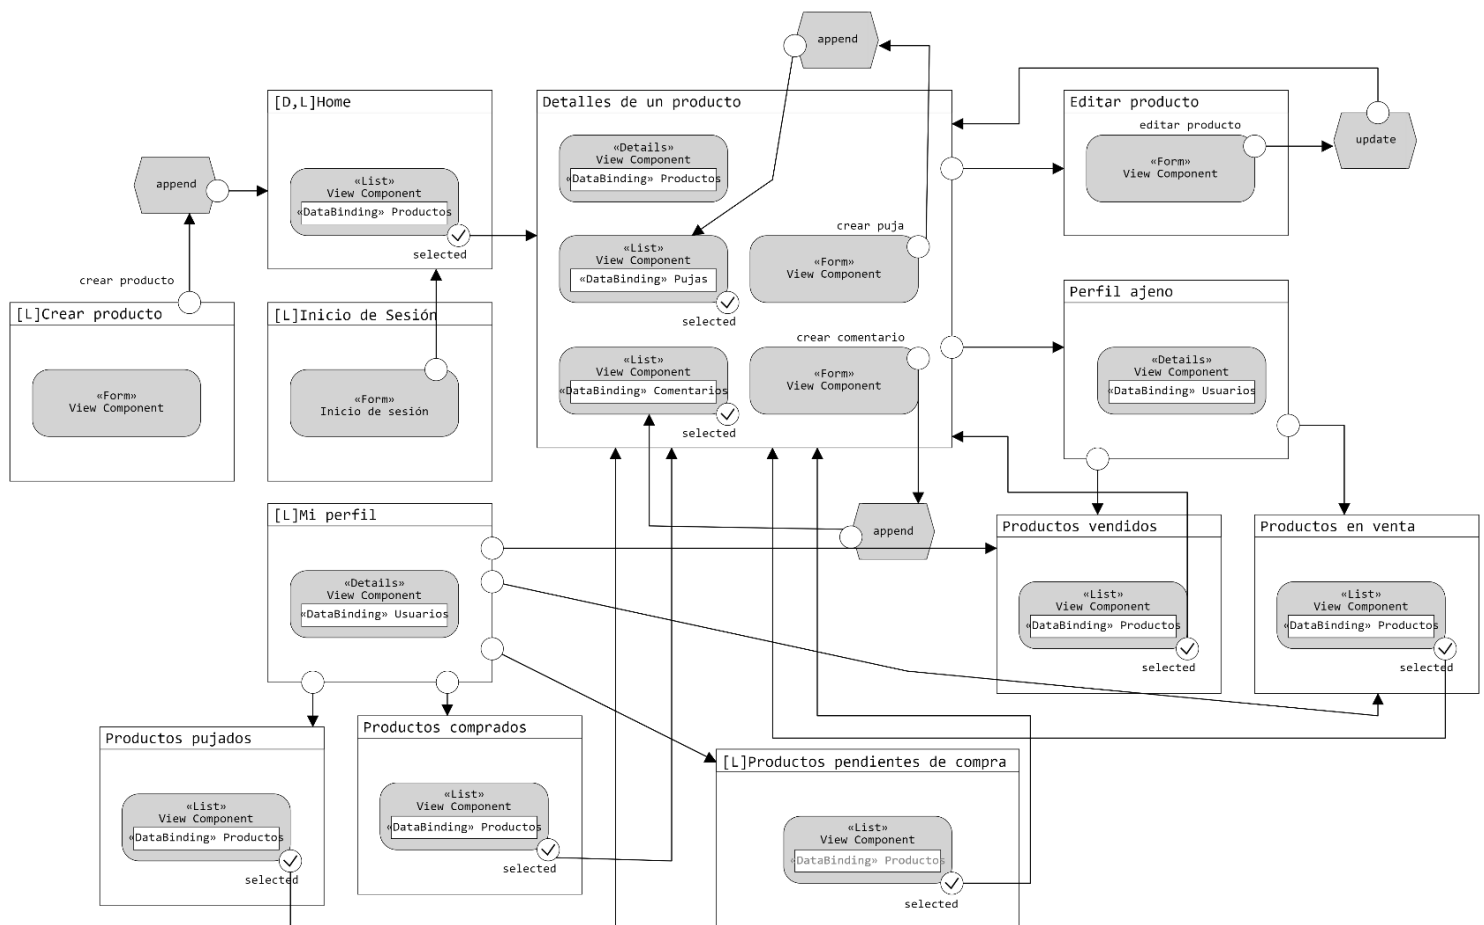 append
[D,L]Home
Detalles de un producto
Editar producto
editar producto
update
«Details»
View Component
«DataBinding» Productos
«Form»
View Component
append
«List»
View Component
«DataBinding» Productos
selected
crear puja
«List»
View Component
«DataBinding» Pujas
selected
«Form»
View Component
crear producto
[L]Crear producto
«Form»
View Component
[L]Inicio de Sesión
«Form»
Inicio de sesión
crear comentario
«List»
View Component
«DataBinding» Comentarios
selected
«Form»
View Component
Perfil ajeno
«Details»
View Component
«DataBinding» Usuarios
[L]Mi perfil
«Details»
View Component
«DataBinding» Usuarios
append
Productos vendidos
«List»
View Component
«DataBinding» Productos
selected
Productos en venta
«List»
View Component
«DataBinding» Productos
selected
Productos pujados
«List»
View Component
«DataBinding» Productos
selected
Productos comprados
«List»
View Component
«DataBinding» Productos
selected
[L]Productos pendientes de compra
«List»
View Component
«DataBinding» Productos
selected